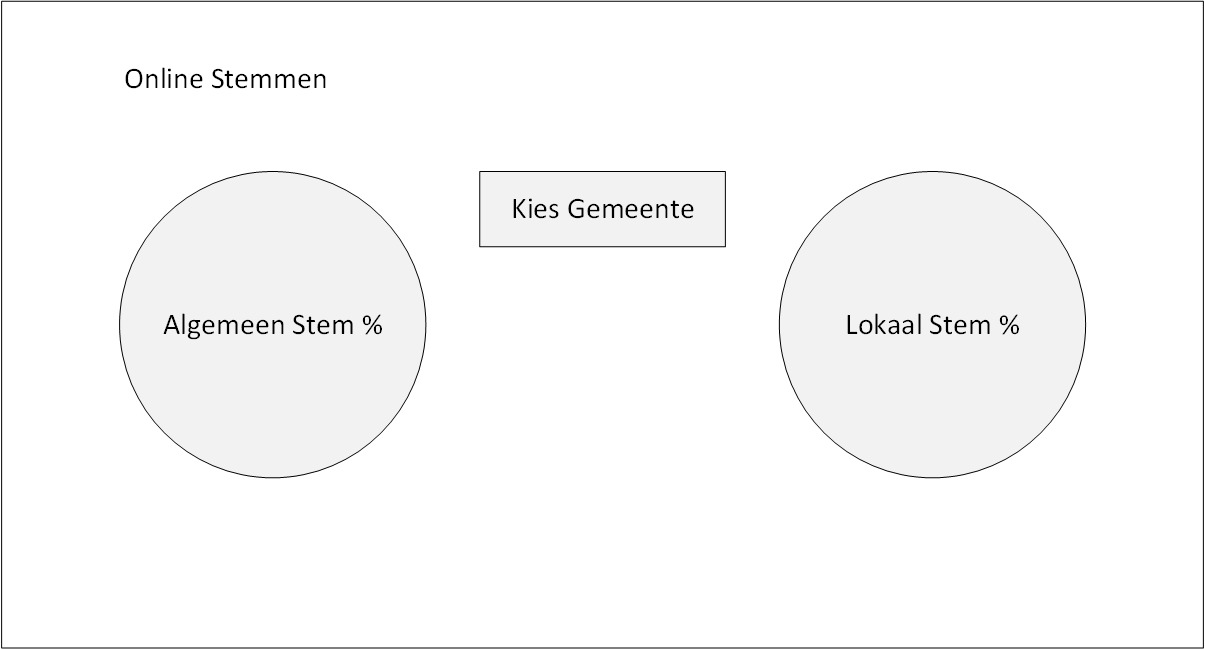 Online Stemmen
Kies Gemeente
Algemeen Stem %
Lokaal Stem %